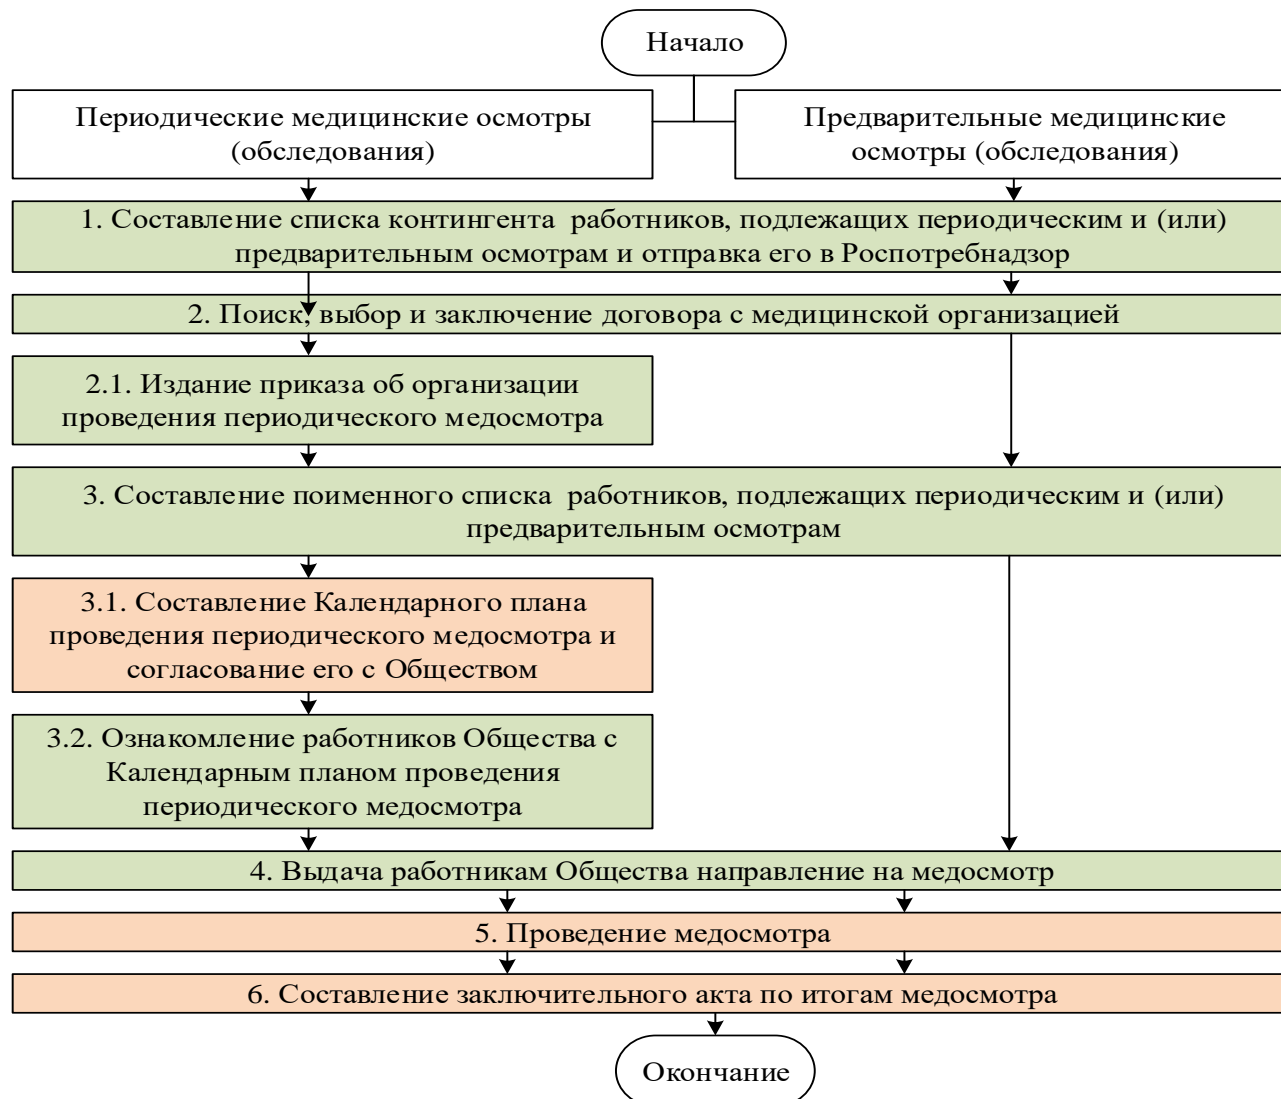 Начало
Периодические медицинские осмотры
(обследования)
Предварительные медицинские
осмотры (обследования)
1. Составление списка контингента работников, подлежащих периодическим и (или)
предварительным осмотрам и отправка его в Роспотребнадзор
2. Поиск, выбор и заключение договора с медицинской организацией
2.1. Издание приказа об организации
проведения периодического медосмотра
3. Составление поименного списка работников, подлежащих периодическим и (или)
предварительным осмотрам
3.1. Составление Календарного плана
проведения периодического медосмотра и
согласование его с Обществом
3.2. Ознакомление работников Общества с
Календарным планом проведения
периодического медосмотра
4. Выдача работникам Общества направление на медосмотр
5. Проведение медосмотра
6. Составление заключительного акта по итогам медосмотра
Окончание